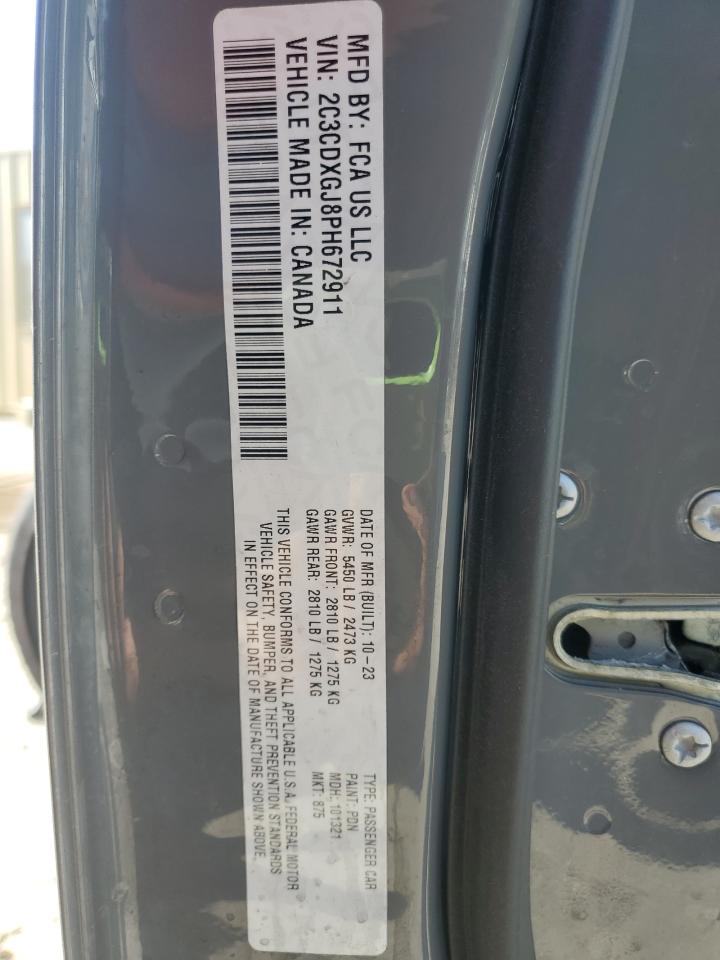 MFD BY: FCA US LLC
VIN: 2C3CDXGJ8PH672911
VEHICLE MADE IN: CANADA
DATE OF MFR (BUILT): 10-23
GVWR: 5450 LB / 2473 KG
GAWR FRONT: 2810 LB / 1275 KG
GAWR REAR: 2810 LB / 1275 KG
THIS VEHICLE CONFORMS TO ALL APPLICABLE U.S.A. FEDERAL MOTOR
VEHICLE SAFETY, BUMPER, AND THEFT PREVENTION STANDARDS
IN EFFECT ON THE DATE OF MANUFACTURE SHOWN ABOVE.
TYPE: PASSENGER CAR
PAINT: PDN
MDH: 101321
MKT: 875